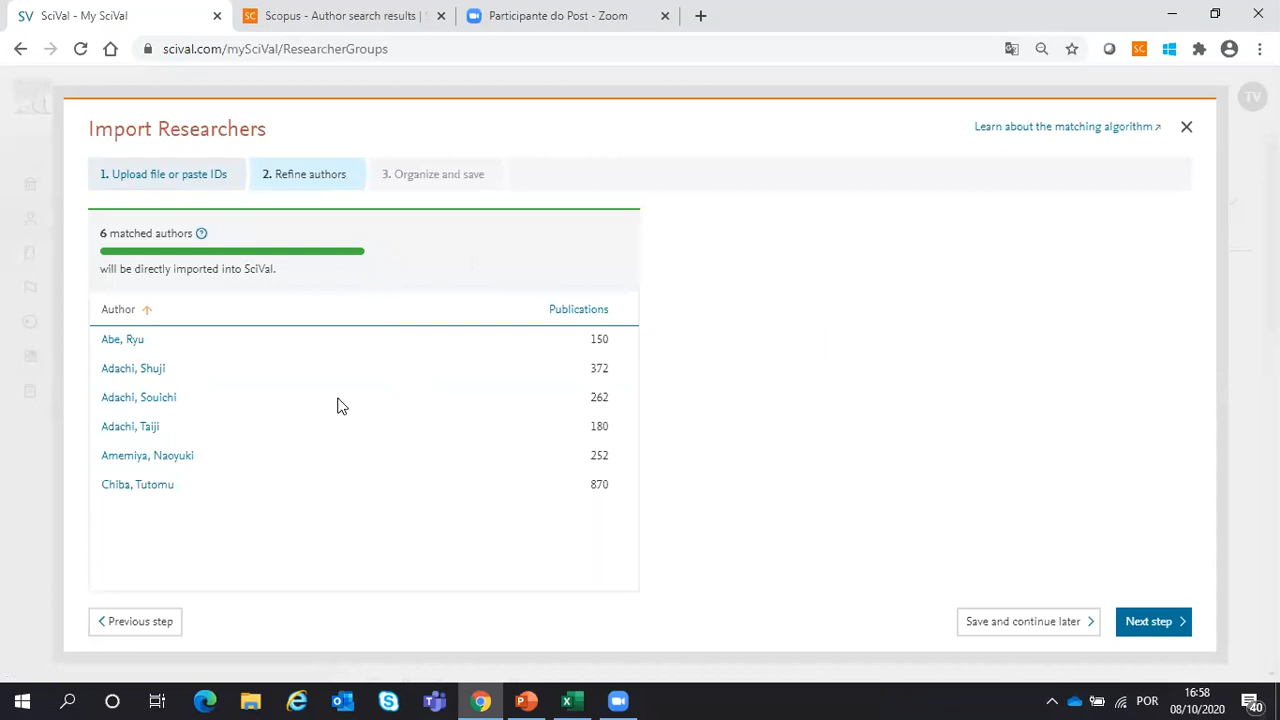 SV SciVal - My SciVal
SC Scopus - Author search results |
Participante do Post - Zoom
scival.com/mySciVal/ResearcherGroups
SC
TV
Import Researchers
Learn about the matching algorithm
1. Upload file or paste IDs
2. Refine authors
3. Organize and save
6 matched authors ?
will be directly imported into SciVal.
Author Publications
Abe, Ryu 150
Adachi, Shuji 372
Adachi, Souichi 262
Adachi, Taiji 180
Amemiya, Naoyuki 252
Chiba, Tutomu 870
Previous step
Save and continue later
Next step
POR
16:58
08/10/2020
40